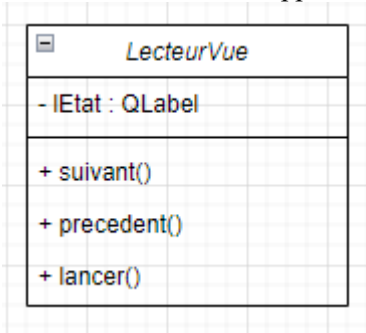 LecteurVue
- lEtat : QLabel
+ suivant()
+ precedent()
+ lancer()